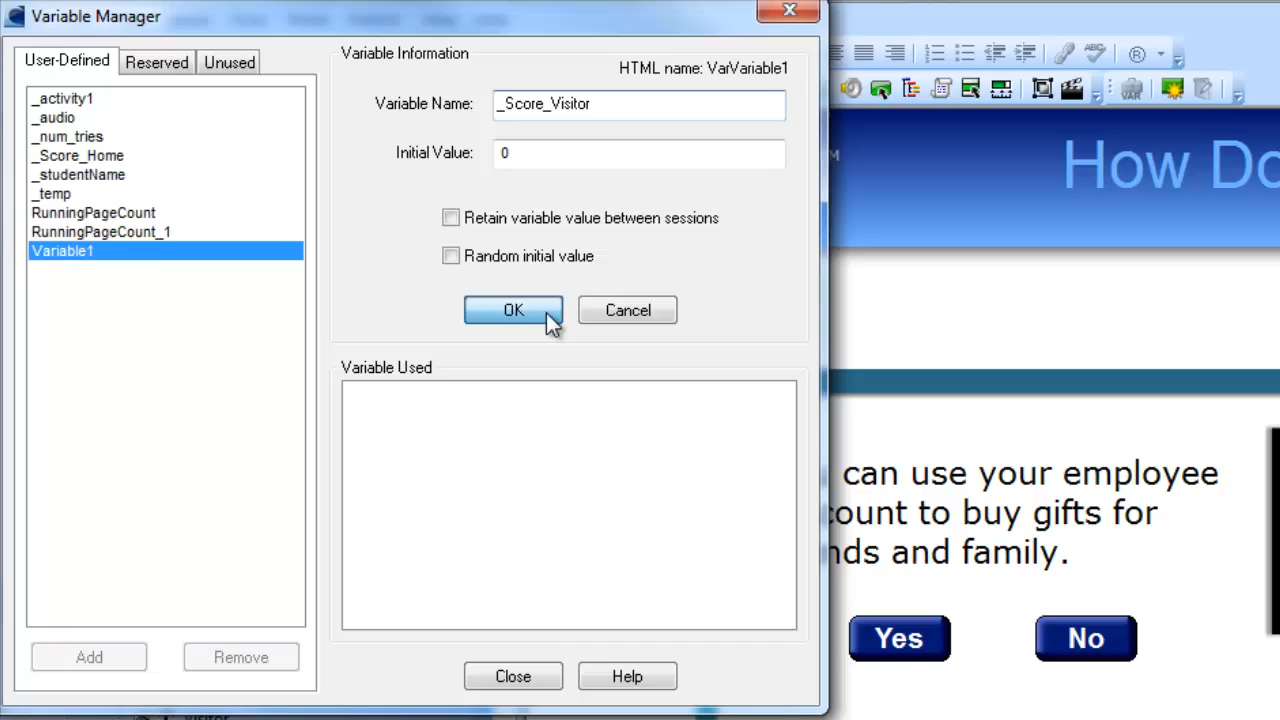 Variable Manager
User-Defined
Reserved
Unused
_activity1
_audio
_num_tries
_Score_Home
_studentName
_temp
RunningPageCount
RunningPageCount_1
Variable1
Add
Remove
Variable Information
HTML name: VarVariable1
Variable Name:
_Score_Visitor
Initial Value:
0
Retain variable value between sessions
Random initial value
OK
Cancel
Variable Used
Close
Help
ABC
®
VAR
M
How Do
can use your employee
count to buy gifts for
nds and family.
Yes
No